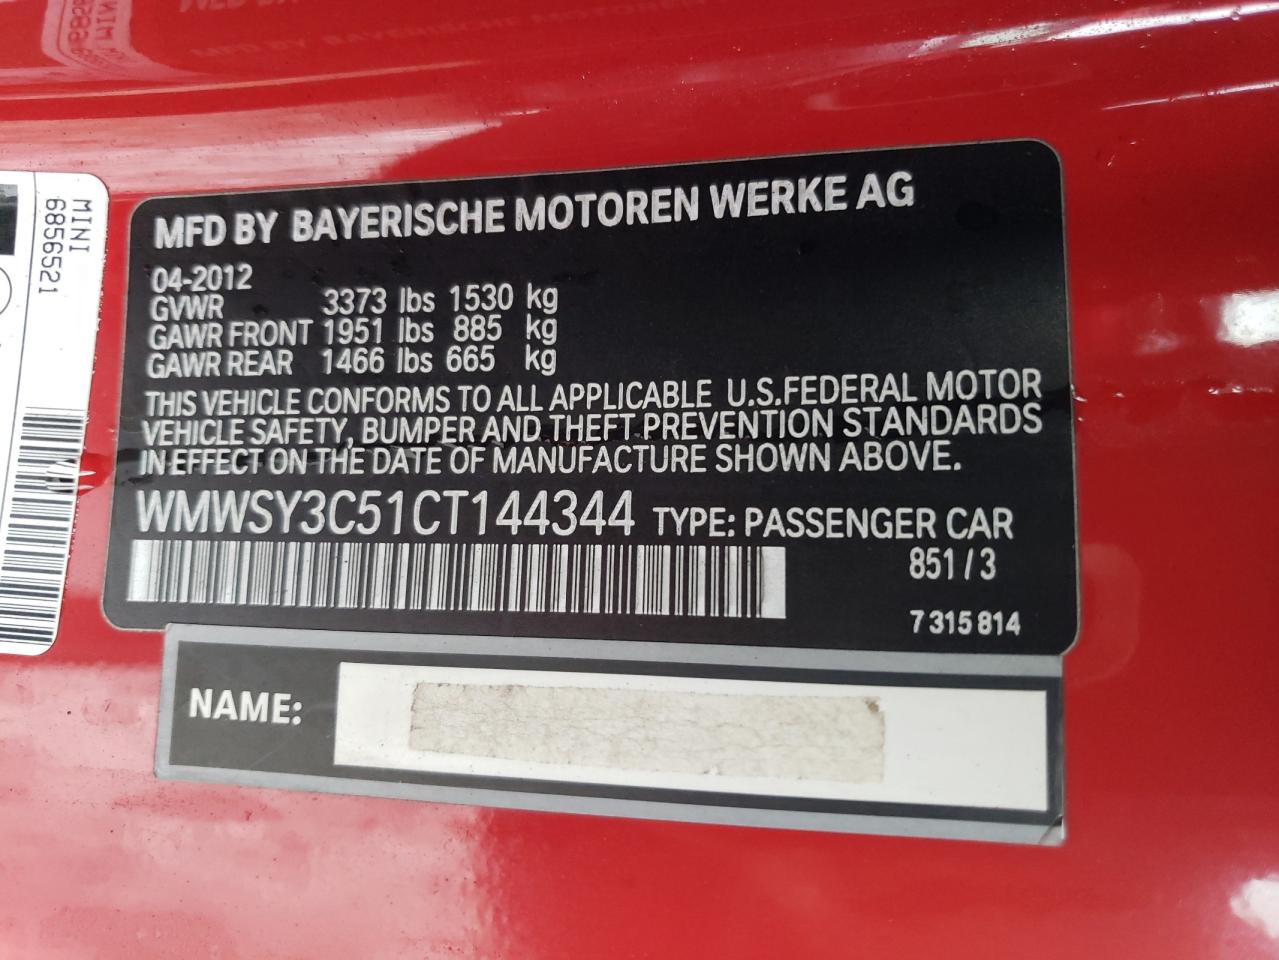 MFD BY BAYERISCHE MOTOREN WERKE AG
04-2012
GVWR 3373 lbs 1530 kg
GAWR FRONT 1951 lbs 885 kg
GAWR REAR 1466 lbs 665 kg
THIS VEHICLE CONFORMS TO ALL APPLICABLE U.S.FEDERAL MOTOR
VEHICLE SAFETY, BUMPER AND THEFT PREVENTION STANDARDS
IN EFFECT ON THE DATE OF MANUFACTURE SHOWN ABOVE.
WMWSY3C51CT144344 TYPE: PASSENGER CAR
851/3
7 315 814
NAME:
MINI
6856521